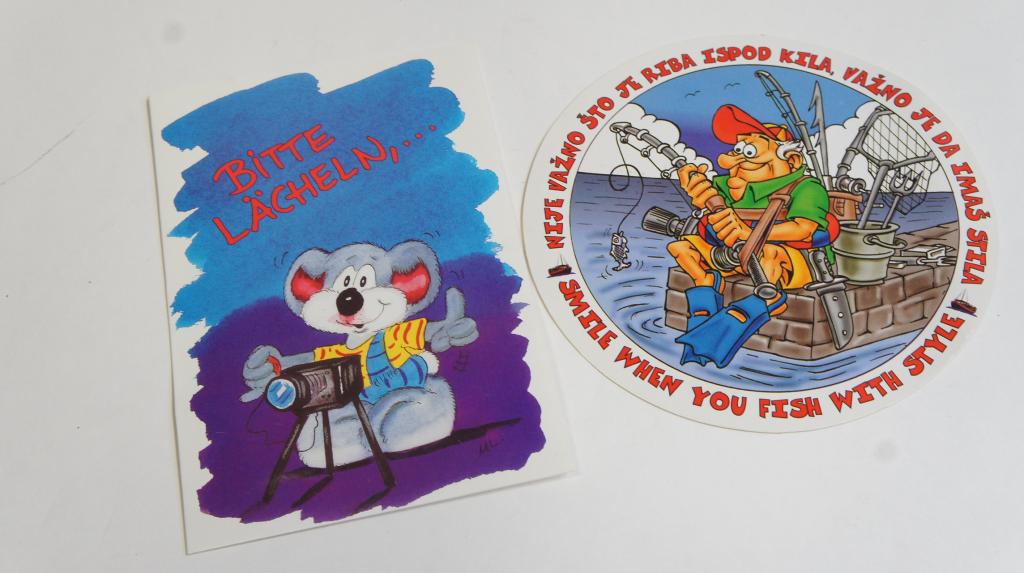 BITTE
LÄCHELN,...
ML.
NIJE VAŽNO ŠTO JE RIBA ISPOD KILA, VAŽNO JE DA IMAŠ STILA
SMILE WHEN YOU FISH WITH STYLE